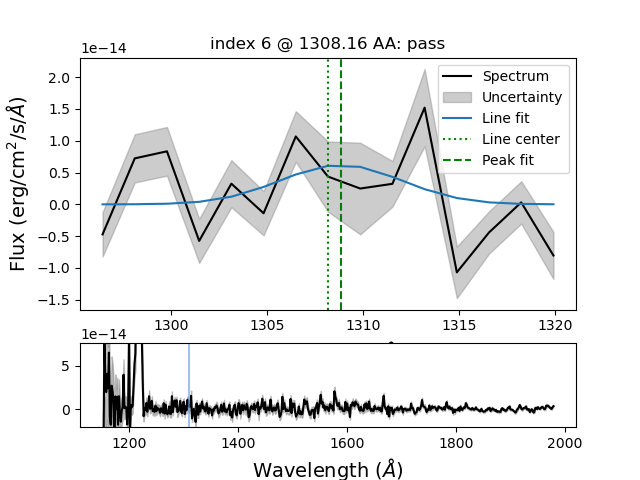 index 6 @ 1308.16 AA: pass
1e−14
2.0
1.5
1.0
0.5
0.0
−0.5
−1.0
−1.5
Flux (erg/cm²/s/Å)
Spectrum
Uncertainty
Line fit
Line center
Peak fit
1300
1305
1310
1315
1320
1e−14
5
0
1200
1400
1600
1800
2000
Wavelength (Å)